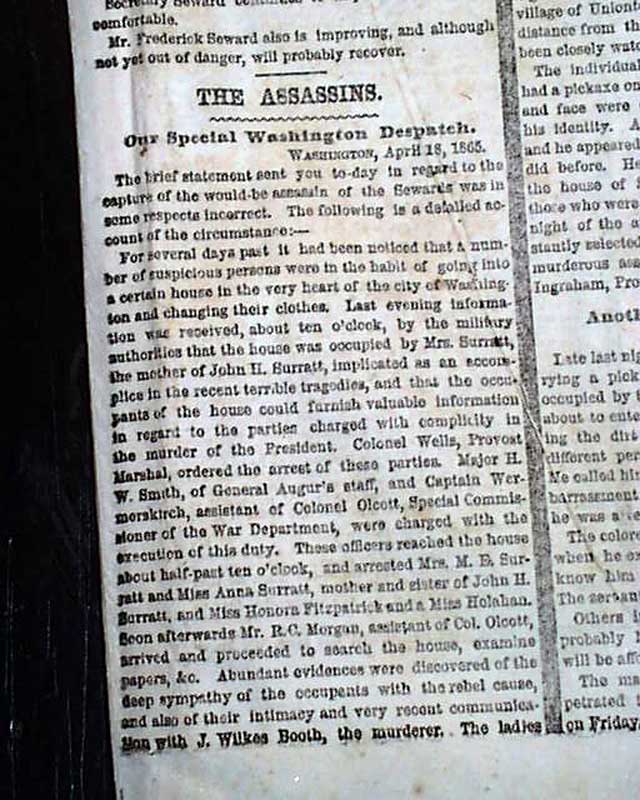 Secretary Seward continues
comfortable.
Mr. Frederick Seward also is improving, and although
not yet out of danger, will probably recover.
THE ASSASSINS.
Our Special Washington Despatch.
WASHINGTON, April 18, 1865.
The brief statement sent you to-day in regard to the
capture of the would-be assassin of the Sewards was in
some respects incorrect. The following is a detailed ac-
count of the circumstance:—
For several days past it had been noticed that a num-
ber of suspicious persons were in the habit of going into
a certain house in the very heart of the city of Washing-
ton and changing their clothes. Last evening informa-
tion was received, about ten o'clock, by the military
authorities that the house was occupied by Mrs. Surratt,
the mother of John H. Surratt, implicated as an accom-
plice in the recent terrible tragedies, and that the occu-
pants of the house could furnish valuable information
in regard to the parties charged with complicity in
the murder of the President. Colonel Wells, Provost
Marshal, ordered the arrest of these parties. Major H.
W. Smith, of General Augur's staff, and Captain Wer-
merskirch, assistant of Colonel Olcott, Special Commis-
sioner of the War Department, were charged with the
execution of this duty. These officers reached the house
about half-past ten o'clock, and arrested Mrs. M. E. Sur-
ratt and Miss Anna Surratt, mother and sister of John H.
Surratt, and Miss Honora Fitzpatrick and a Miss Holahan.
Soon afterwards Mr. R.C. Morgan, assistant of Col. Olcott,
arrived and proceeded to search the house, examine
papers, &c. Abundant evidences were discovered of the
deep sympathy of the occupants with the rebel cause,
and also of their intimacy and very recent communica-
tion with J. Wilkes Booth, the murderer. The ladies
village of Uniont
distance from th
been closely watc
The individual
had a pickaxe on
and face were
his identity. A
and he appeared
did before. He
the house of
those who were
night of the a
stantly selected
murderous ass
Ingraham, Pro
Anoth
Late last nig
rying a pick
occupied by
about to ente
ing the dirt
different per
He called his
barrassment
he was a ve
The colore
when he ex
know him
The servant
Others i
probably
will be affo
The ma
petrated
on Friday